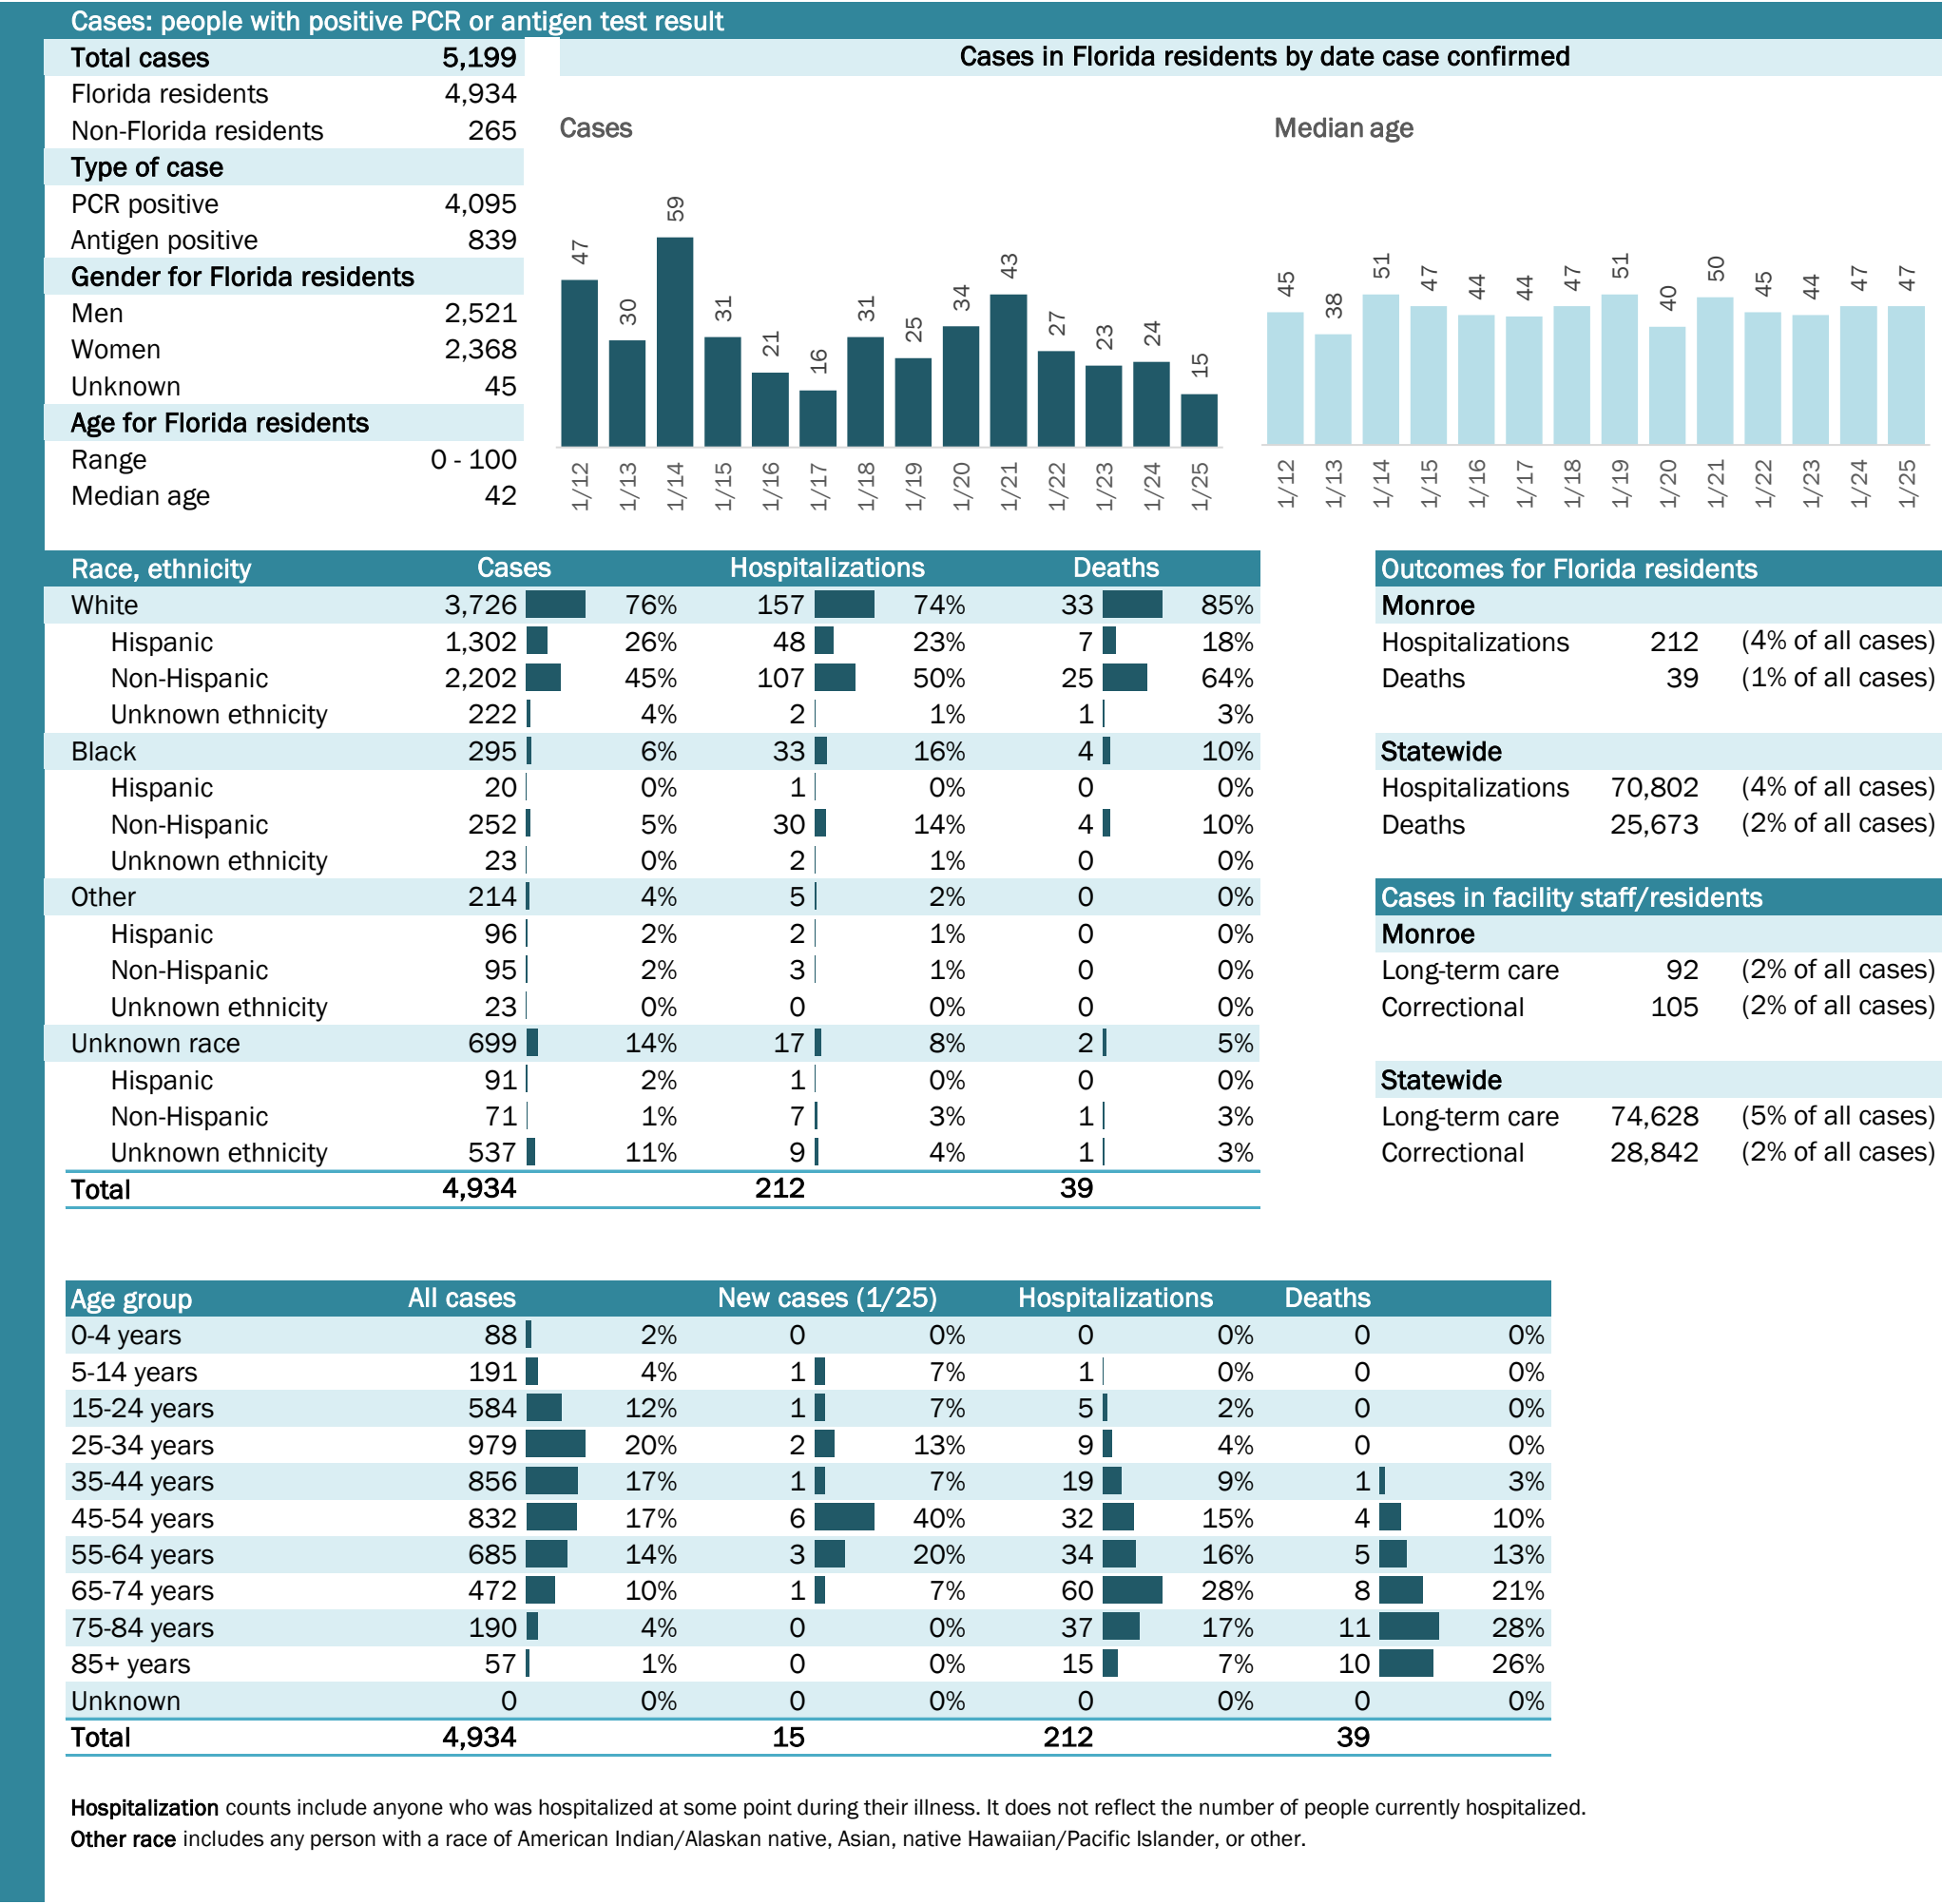 Cases: people with positive PCR or antigen test result
Total cases 5,199
Florida residents 4,934
Non-Florida residents 265
Type of case
PCR positive 4,095
Antigen positive 839
Gender for Florida residents
Men 2,521
Women 2,368
Unknown 45
Age for Florida residents
Range 0 - 100
Median age 42
Cases in Florida residents by date case confirmed
Cases
47 30 59 31 21 16 31 25 34 43 27 23 24 15
1/12 1/13 1/14 1/15 1/16 1/17 1/18 1/19 1/20 1/21 1/22 1/23 1/24 1/25
Median age
45 38 51 47 44 44 47 51 40 50 45 44 47 47
1/12 1/13 1/14 1/15 1/16 1/17 1/18 1/19 1/20 1/21 1/22 1/23 1/24 1/25
Race, ethnicity Cases Hospitalizations Deaths
White 3,726 76% 157 74% 33 85%
Hispanic 1,302 26% 48 23% 7 18%
Non-Hispanic 2,202 45% 107 50% 25 64%
Unknown ethnicity 222 4% 2 1% 1 3%
Black 295 6% 33 16% 4 10%
Hispanic 20 0% 1 0% 0 0%
Non-Hispanic 252 5% 30 14% 4 10%
Unknown ethnicity 23 0% 2 1% 0 0%
Other 214 4% 5 2% 0 0%
Hispanic 96 2% 2 1% 0 0%
Non-Hispanic 95 2% 3 1% 0 0%
Unknown ethnicity 23 0% 0 0% 0 0%
Unknown race 699 14% 17 8% 2 5%
Hispanic 91 2% 1 0% 0 0%
Non-Hispanic 71 1% 7 3% 1 3%
Unknown ethnicity 537 11% 9 4% 1 3%
Total 4,934 212 39
Outcomes for Florida residents
Monroe
Hospitalizations 212 (4% of all cases)
Deaths 39 (1% of all cases)
Statewide
Hospitalizations 70,802 (4% of all cases)
Deaths 25,673 (2% of all cases)
Cases in facility staff/residents
Monroe
Long-term care 92 (2% of all cases)
Correctional 105 (2% of all cases)
Statewide
Long-term care 74,628 (5% of all cases)
Correctional 28,842 (2% of all cases)
Age group All cases New cases (1/25) Hospitalizations Deaths
0-4 years 88 2% 0 0% 0 0% 0 0%
5-14 years 191 4% 1 7% 1 0% 0 0%
15-24 years 584 12% 1 7% 5 2% 0 0%
25-34 years 979 20% 2 13% 9 4% 0 0%
35-44 years 856 17% 1 7% 19 9% 1 3%
45-54 years 832 17% 6 40% 32 15% 4 10%
55-64 years 685 14% 3 20% 34 16% 5 13%
65-74 years 472 10% 1 7% 60 28% 8 21%
75-84 years 190 4% 0 0% 37 17% 11 28%
85+ years 57 1% 0 0% 15 7% 10 26%
Unknown 0 0% 0 0% 0 0% 0 0%
Total 4,934 15 212 39
Hospitalization counts include anyone who was hospitalized at some point during their illness. It does not reflect the number of people currently hospitalized.
Other race includes any person with a race of American Indian/Alaskan native, Asian, native Hawaiian/Pacific Islander, or other.